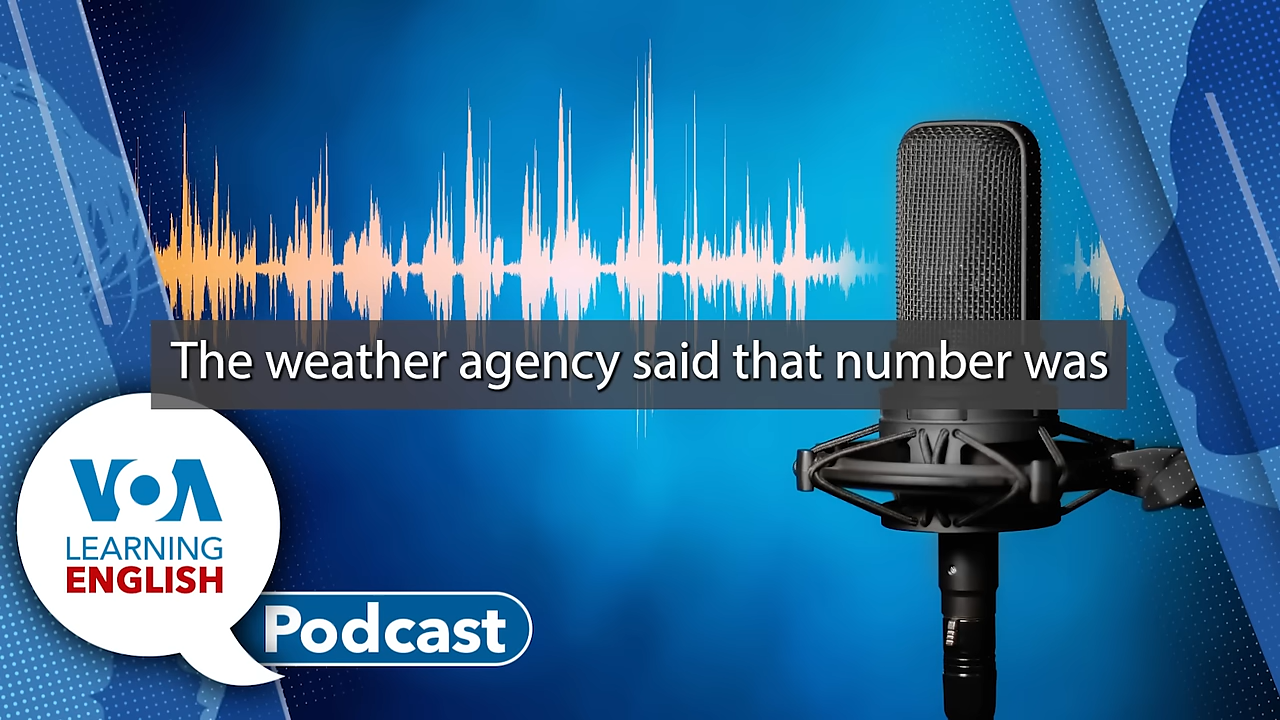 The weather agency said that number was
VOA
LEARNING
ENGLISH
Podcast